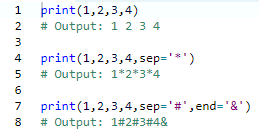 1 print(1,2,3,4)
2 # Output: 1 2 3 4
3
4 print(1,2,3,4,sep='*')
5 # Output: 1*2*3*4
6
7 print(1,2,3,4,sep='#',end='&')
8 # Output: 1#2#3#4&